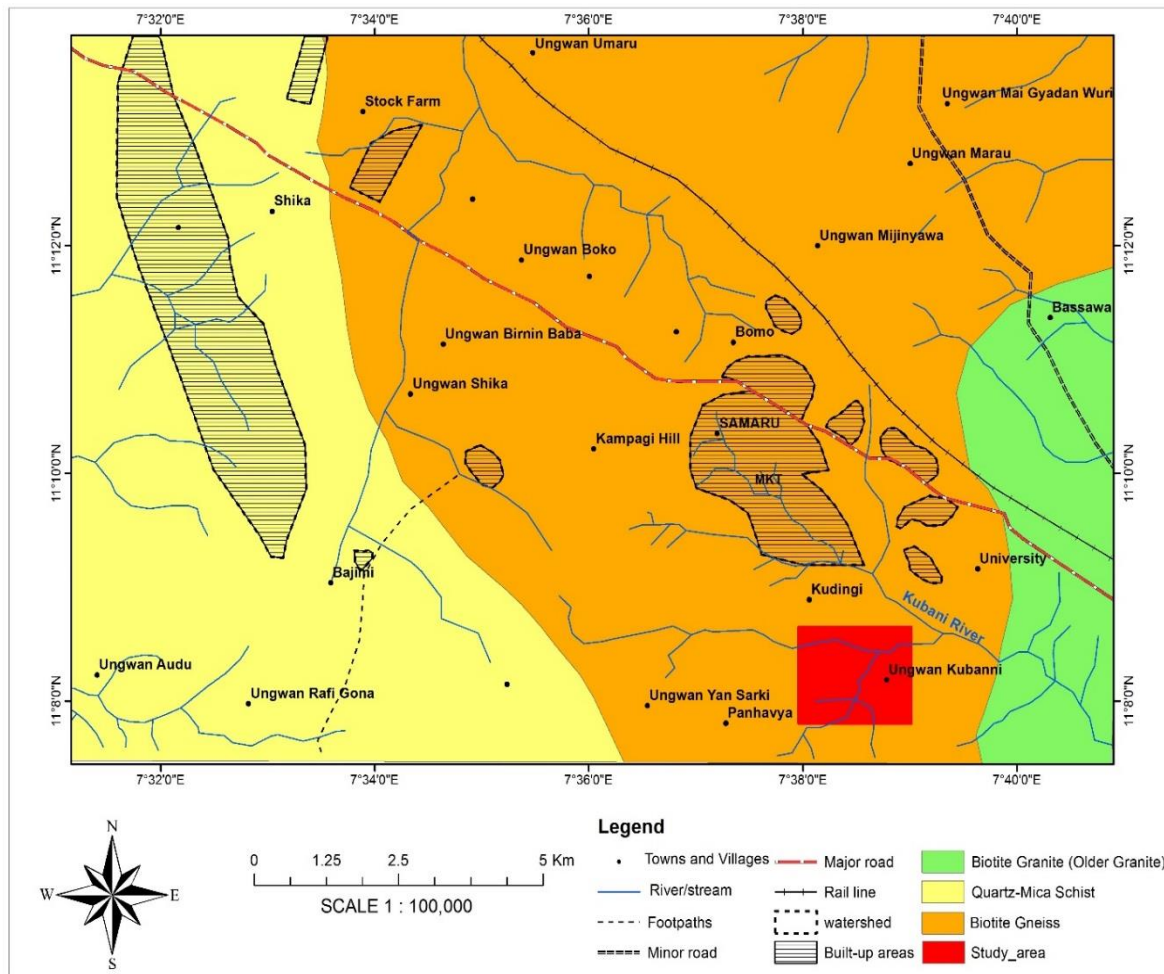 7°32'0"E 7°34'0"E 7°36'0"E 7°38'0"E 7°40'0"E
Ungwan Umaru
Ungwan Mai Gyadan Wuri
Stock Farm
Ungwan Marau
Shika
11°12'0"N
Ungwan Mijinyawa
11°12'0"N
Ungwan Boko
Bassawa
Ungwan Birnin Baba
Bomo
Ungwan Shika
SAMARU
Kampagi Hill
11°10'0"N
MKT
11°10'0"N
University
Kudingi
Kubani River
Ungwan Audu
Ungwan Kubanni
Ungwan Rafi Gona
Ungwan Yan Sarki
11°8'0"N
Panhavya
11°8'0"N
7°32'0"E 7°34'0"E 7°36'0"E 7°38'0"E 7°40'0"E
N
W E
S
0 1.25 2.5 5 Km
SCALE 1 : 100,000
Legend
Towns and Villages
River/stream
Footpaths
Minor road
Major road
Rail line
watershed
Built-up areas
Biotite Granite (Older Granite)
Quartz-Mica Schist
Biotite Gneiss
Study_area